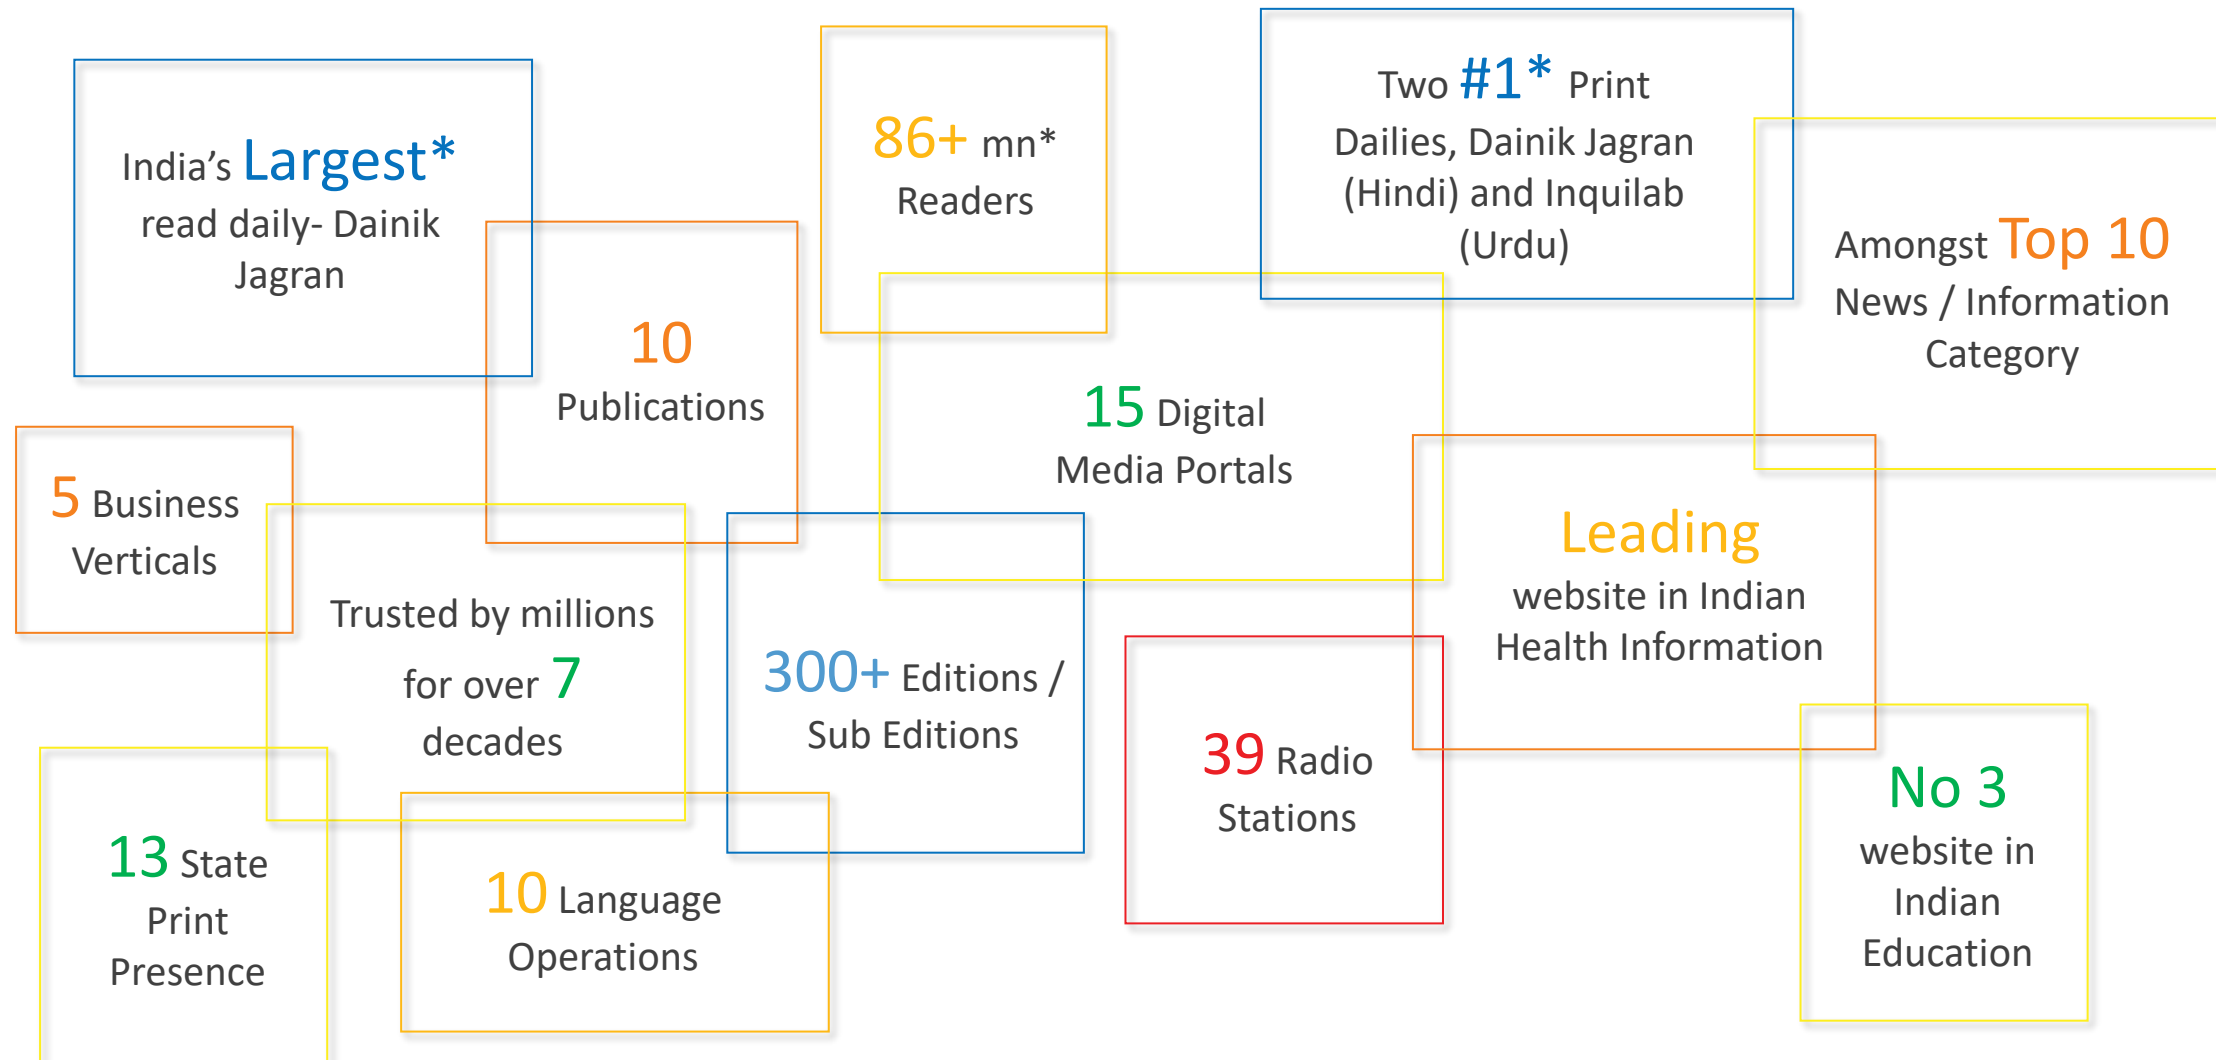 India's Largest*
read daily- Dainik
Jagran
86+ mn*
Readers
Two #1* Print
Dailies, Dainik Jagran
(Hindi) and Inquilab
(Urdu)
Amongst Top 10
News / Information
Category
10
Publications
15 Digital
Media Portals
5 Business
Verticals
Trusted by millions
for over 7
decades
300+ Editions /
Sub Editions
Leading
website in Indian
Health Information
39 Radio
Stations
No 3
website in
Indian
Education
13 State
Print
Presence
10 Language
Operations